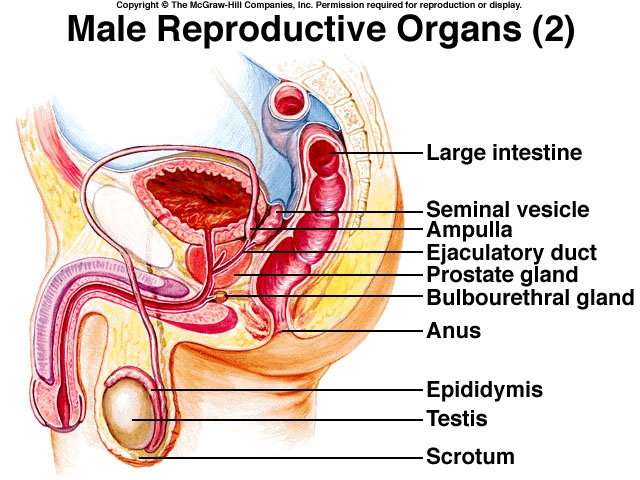 Copyright © The McGraw-Hill Companies, Inc. Permission required for reproduction or display.
Male Reproductive Organs (2)
Large intestine
Seminal vesicle
Ampulla
Ejaculatory duct
Prostate gland
Bulbourethral gland
Anus
Epididymis
Testis
Scrotum